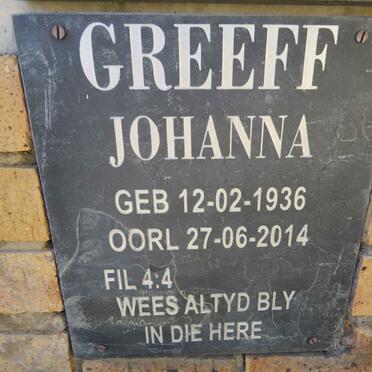 GREEFF
JOHANNA
GEB 12-02-1936
OORL 27-06-2014
FIL 4:4
WEES ALTYD BLY
IN DIE HERE